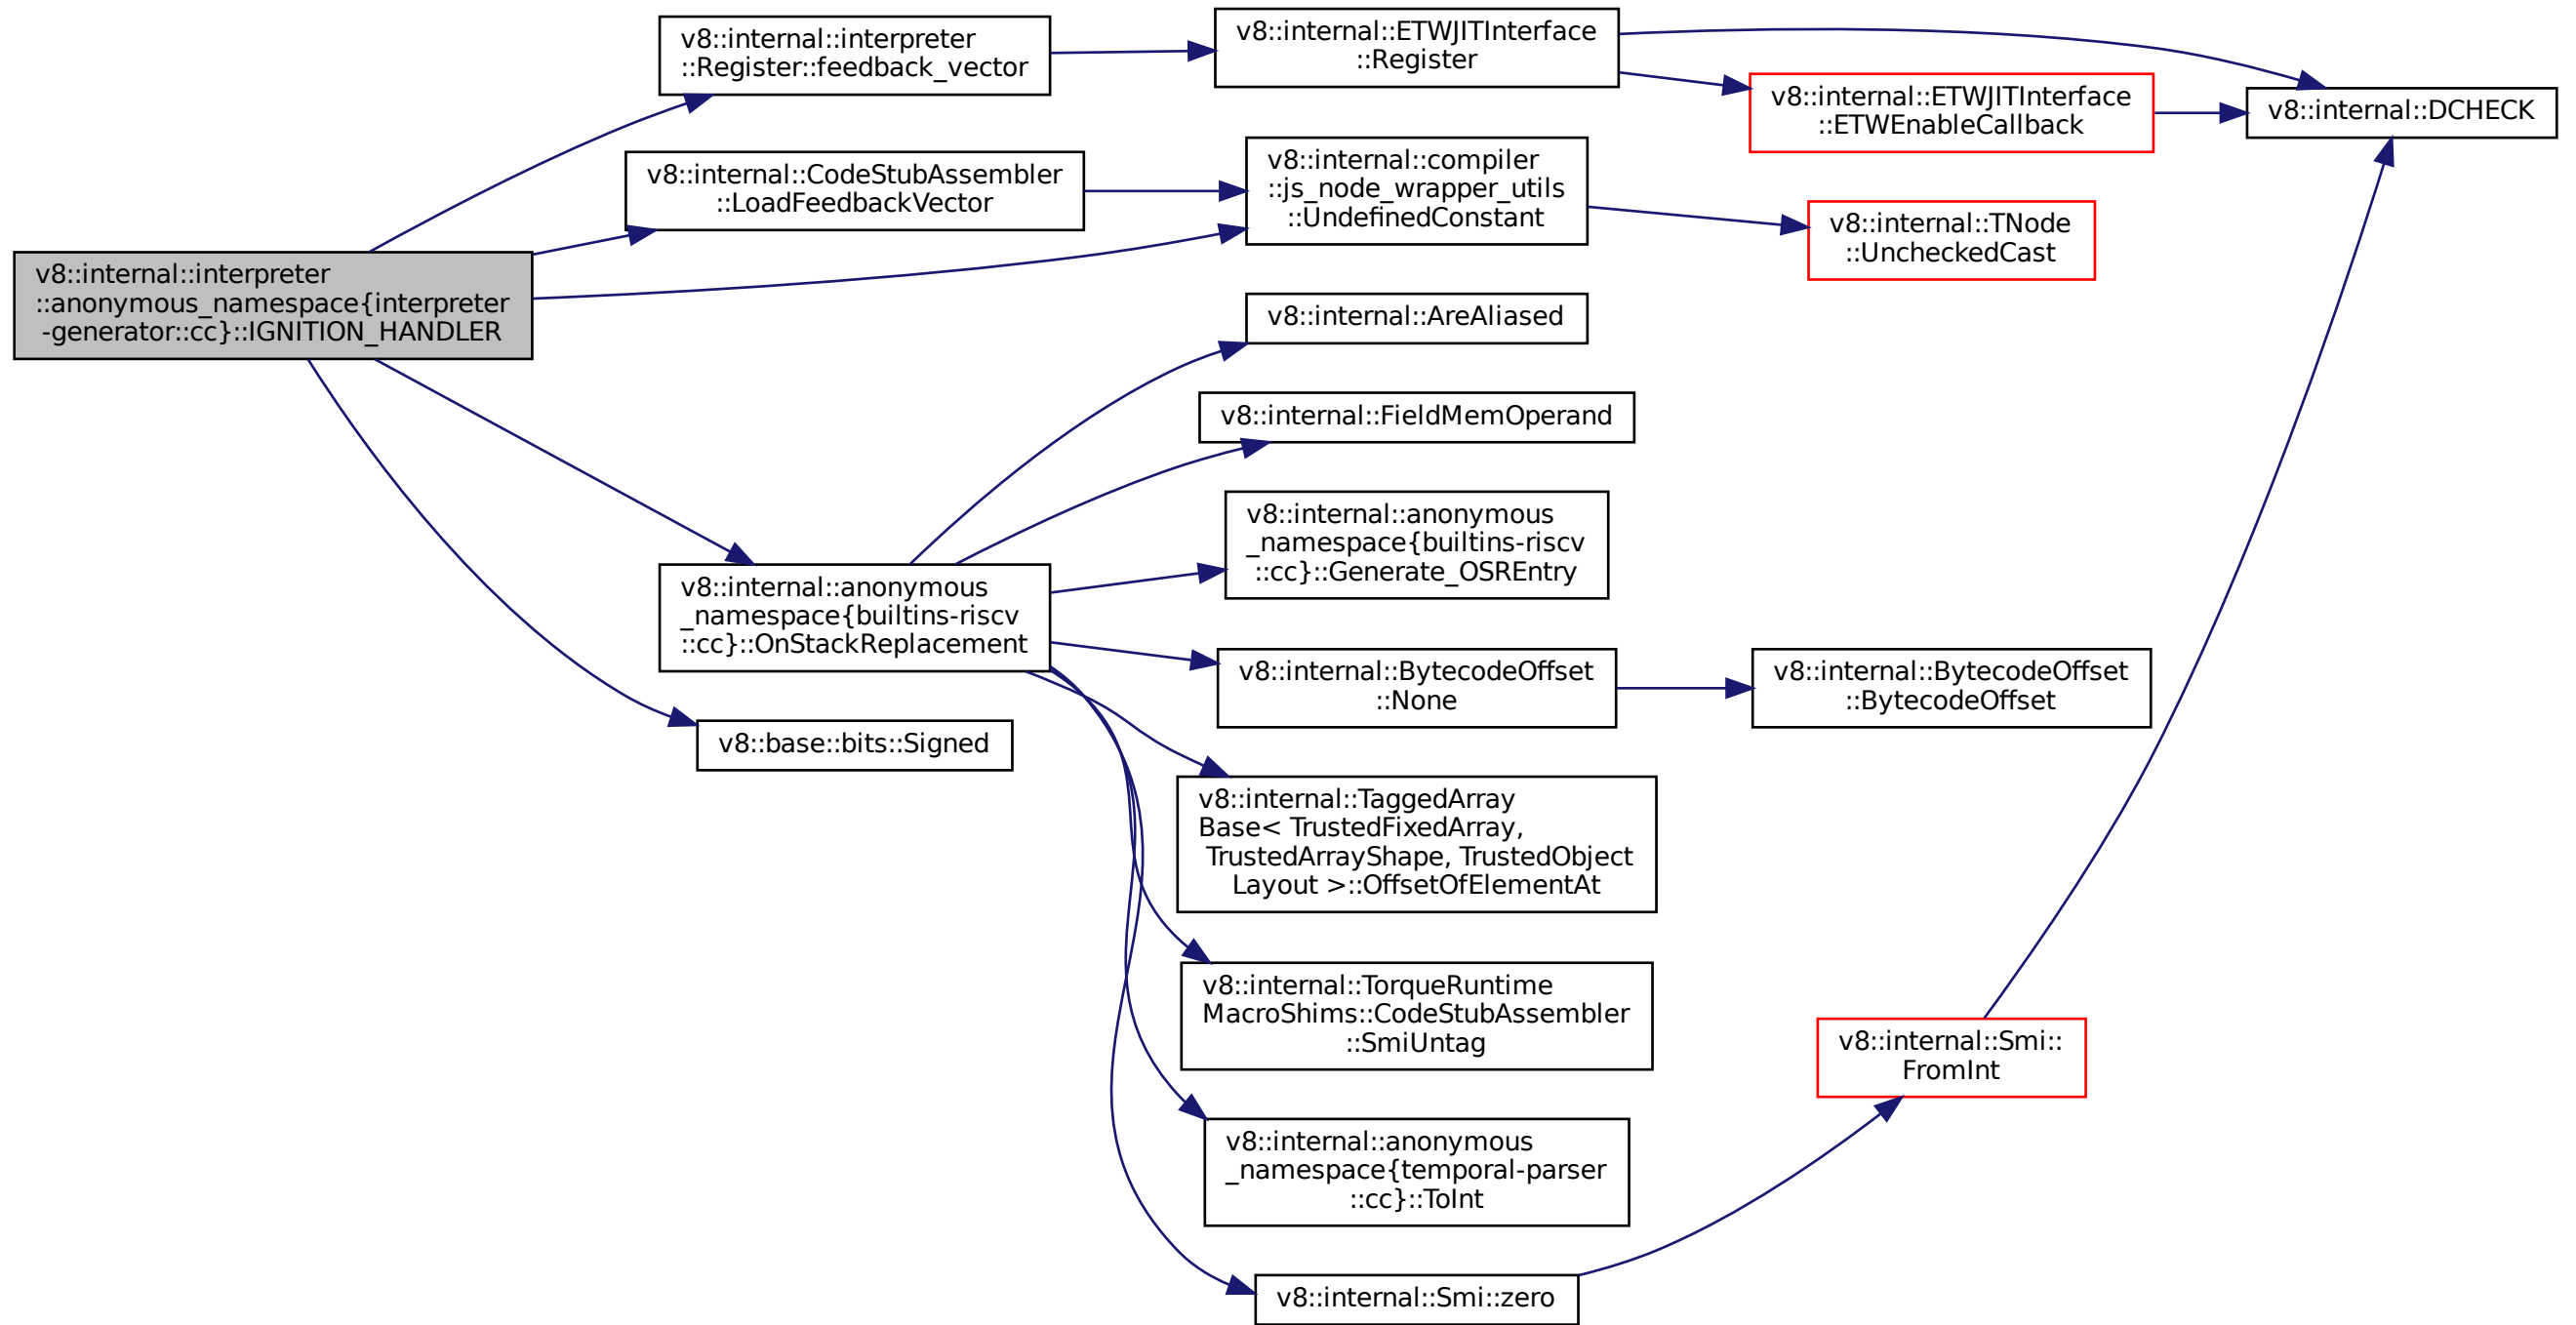 v8::internal::interpreter
::anonymous_namespace{interpreter
-generator::cc}::IGNITION_HANDLER
v8::internal::interpreter
::Register::feedback_vector
v8::internal::ETWJITInterface
::Register
v8::internal::ETWJITInterface
::ETWEnableCallback
v8::internal::DCHECK
v8::internal::CodeStubAssembler
::LoadFeedbackVector
v8::internal::compiler
::js_node_wrapper_utils
::UndefinedConstant
v8::internal::TNode
::UncheckedCast
v8::internal::AreAliased
v8::internal::FieldMemOperand
v8::internal::anonymous
_namespace{builtins-riscv
::cc}::Generate_OSREntry
v8::internal::anonymous
_namespace{builtins-riscv
::cc}::OnStackReplacement
v8::internal::BytecodeOffset
::None
v8::internal::BytecodeOffset
::BytecodeOffset
v8::base::bits::Signed
v8::internal::TaggedArray
Base< TrustedFixedArray,
TrustedArrayShape, TrustedObject
Layout >::OffsetOfElementAt
v8::internal::TorqueRuntime
MacroShims::CodeStubAssembler
::SmiUntag
v8::internal::Smi::
FromInt
v8::internal::anonymous
_namespace{temporal-parser
::cc}::ToInt
v8::internal::Smi::zero